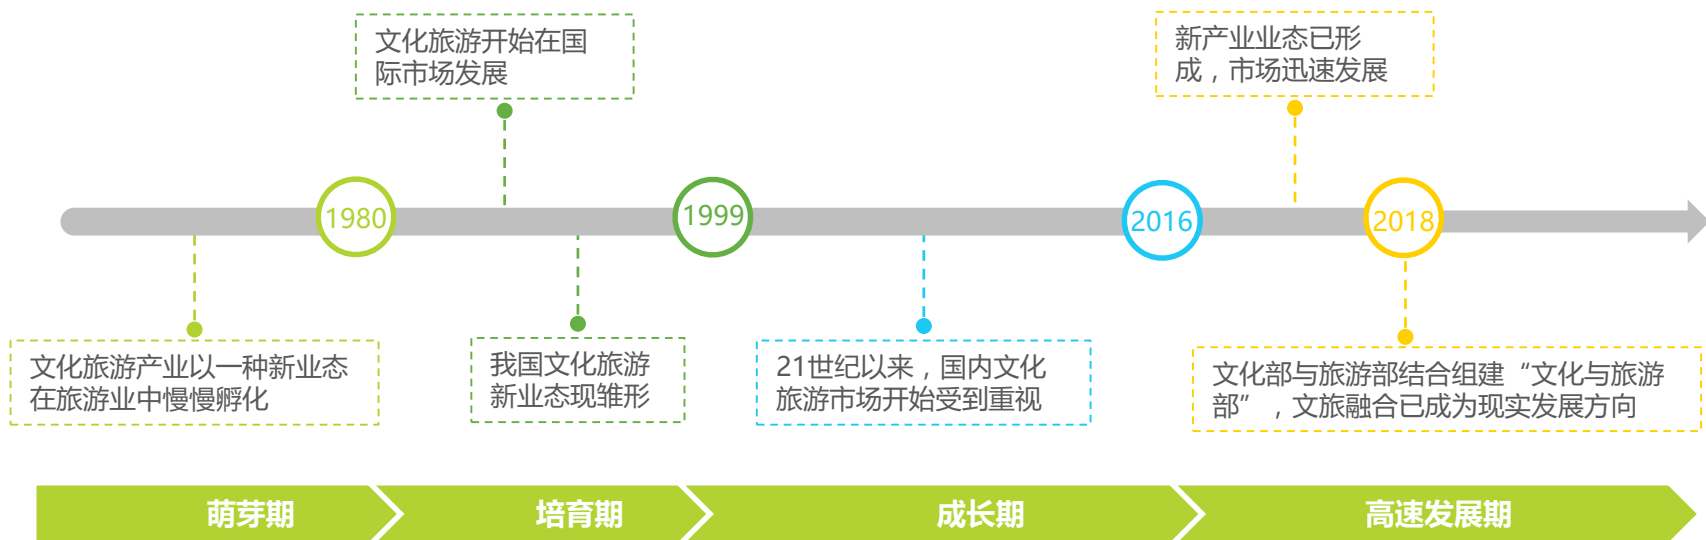 文化旅游开始在国
际市场发展
新产业业态已形
成，市场迅速发展
1980
1999
2016
2018
文化旅游产业以一种新业态
在旅游业中慢慢孵化
我国文化旅游
新业态现雏形
21世纪以来，国内文化
旅游市场开始受到重视
文化部与旅游部结合组建“文化与旅游
部”，文旅融合已成为现实发展方向
萌芽期
培育期
成长期
高速发展期